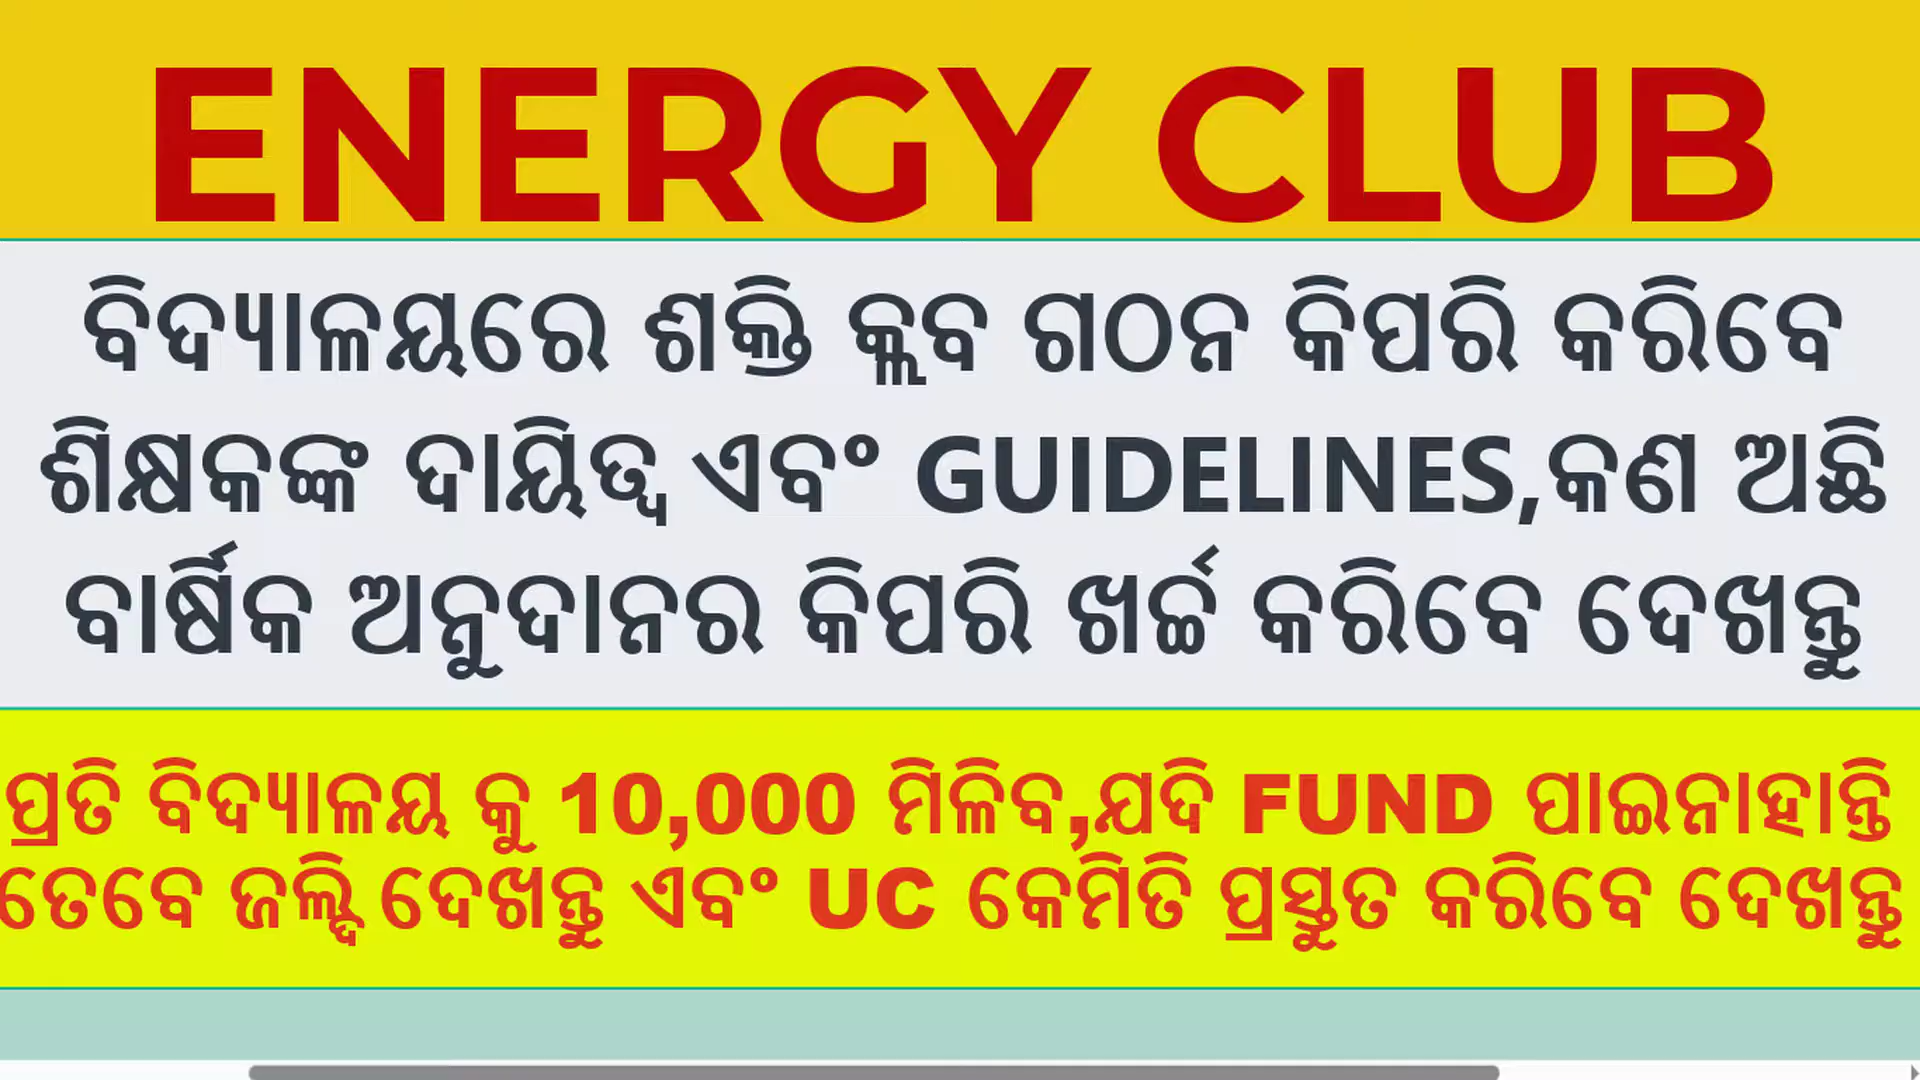 ENERGY CLUB
ବିଦ୍ୟାଳୟରେ ଶକ୍ତି କ୍ଲବ ଗଠନ କିପରି କରିବେ
ଶିକ୍ଷକଙ୍କ ଦାୟିତ୍ୱ ଏବଂ GUIDELINES,କଣ ଅଛି
ବାର୍ଷିକ ଅନୁଦାନର କିପରି ଖର୍ଚ୍ଚ କରିବେ ଦେଖନ୍ତୁ
ପ୍ରତି ବିଦ୍ୟାଳୟ କୁ 10,000 ମିଳିବ,ଯଦି FUND ପାଇନାହାନ୍ତି
ତେବେ ଜଲ୍ଦି ଦେଖନ୍ତୁ ଏବଂ UC କେମିତି ପ୍ରସ୍ତୁତ କରିବେ ଦେଖନ୍ତୁ